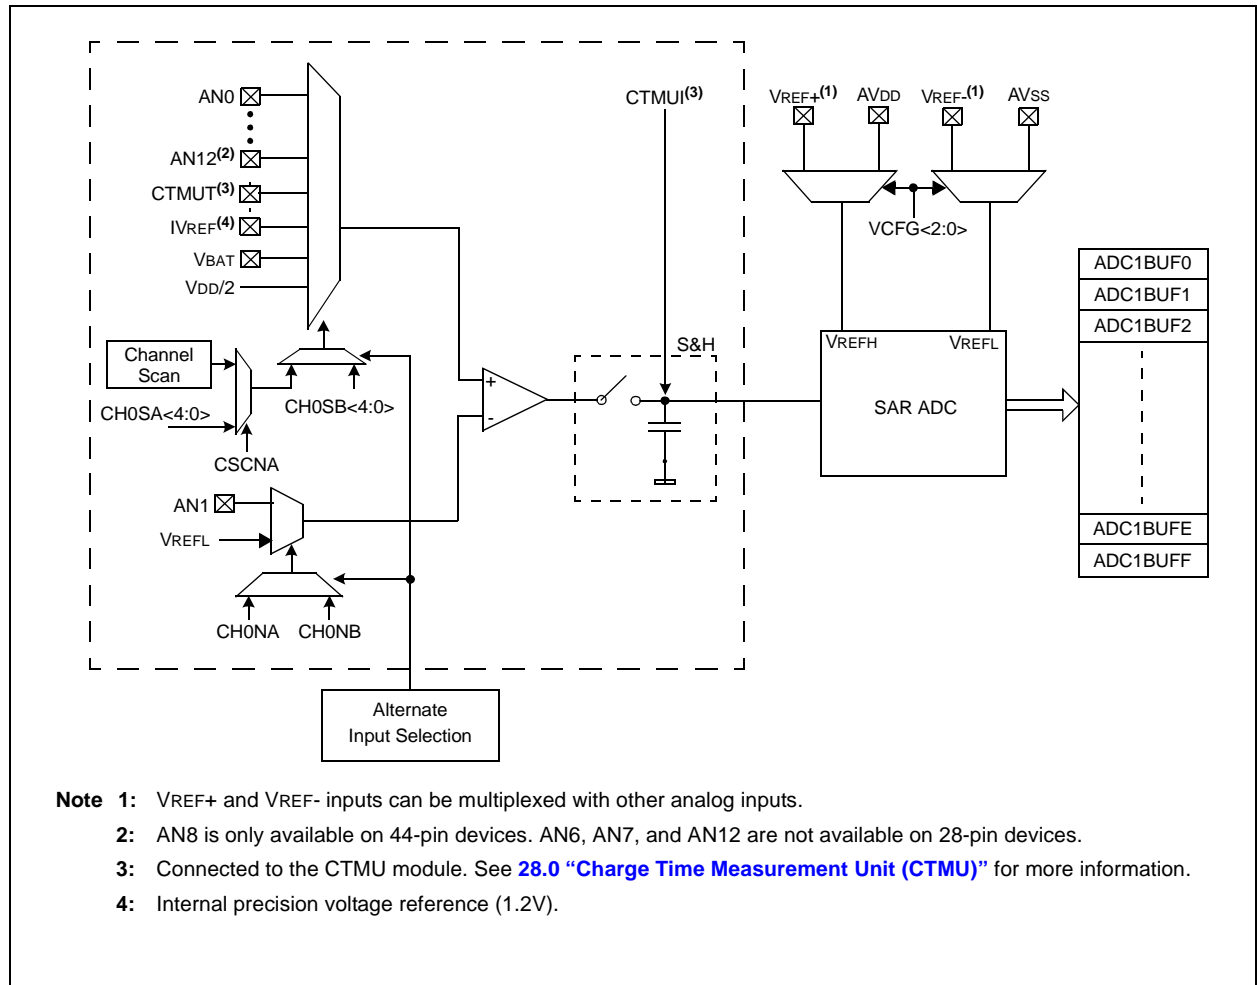 AN0
AN12(2)
CTMUT(3)
IVREF(4)
VBAT
VDD/2
Channel
Scan
CH0SA<4:0>
CH0SB<4:0>
CSCNA
AN1
VREFL
CH0NA CH0NB
Alternate
Input Selection
+
-
CTMUI(3)
S&H
VREF+(1) AVDD VREF-(1) AVSS
VCFG<2:0>
VREFH VREFL
SAR ADC
ADC1BUF0
ADC1BUF1
ADC1BUF2
ADC1BUFE
ADC1BUFF
Note 1: VREF+ and VREF- inputs can be multiplexed with other analog inputs.
2: AN8 is only available on 44-pin devices. AN6, AN7, and AN12 are not available on 28-pin devices.
3: Connected to the CTMU module. See 28.0 “Charge Time Measurement Unit (CTMU)” for more information.
4: Internal precision voltage reference (1.2V).